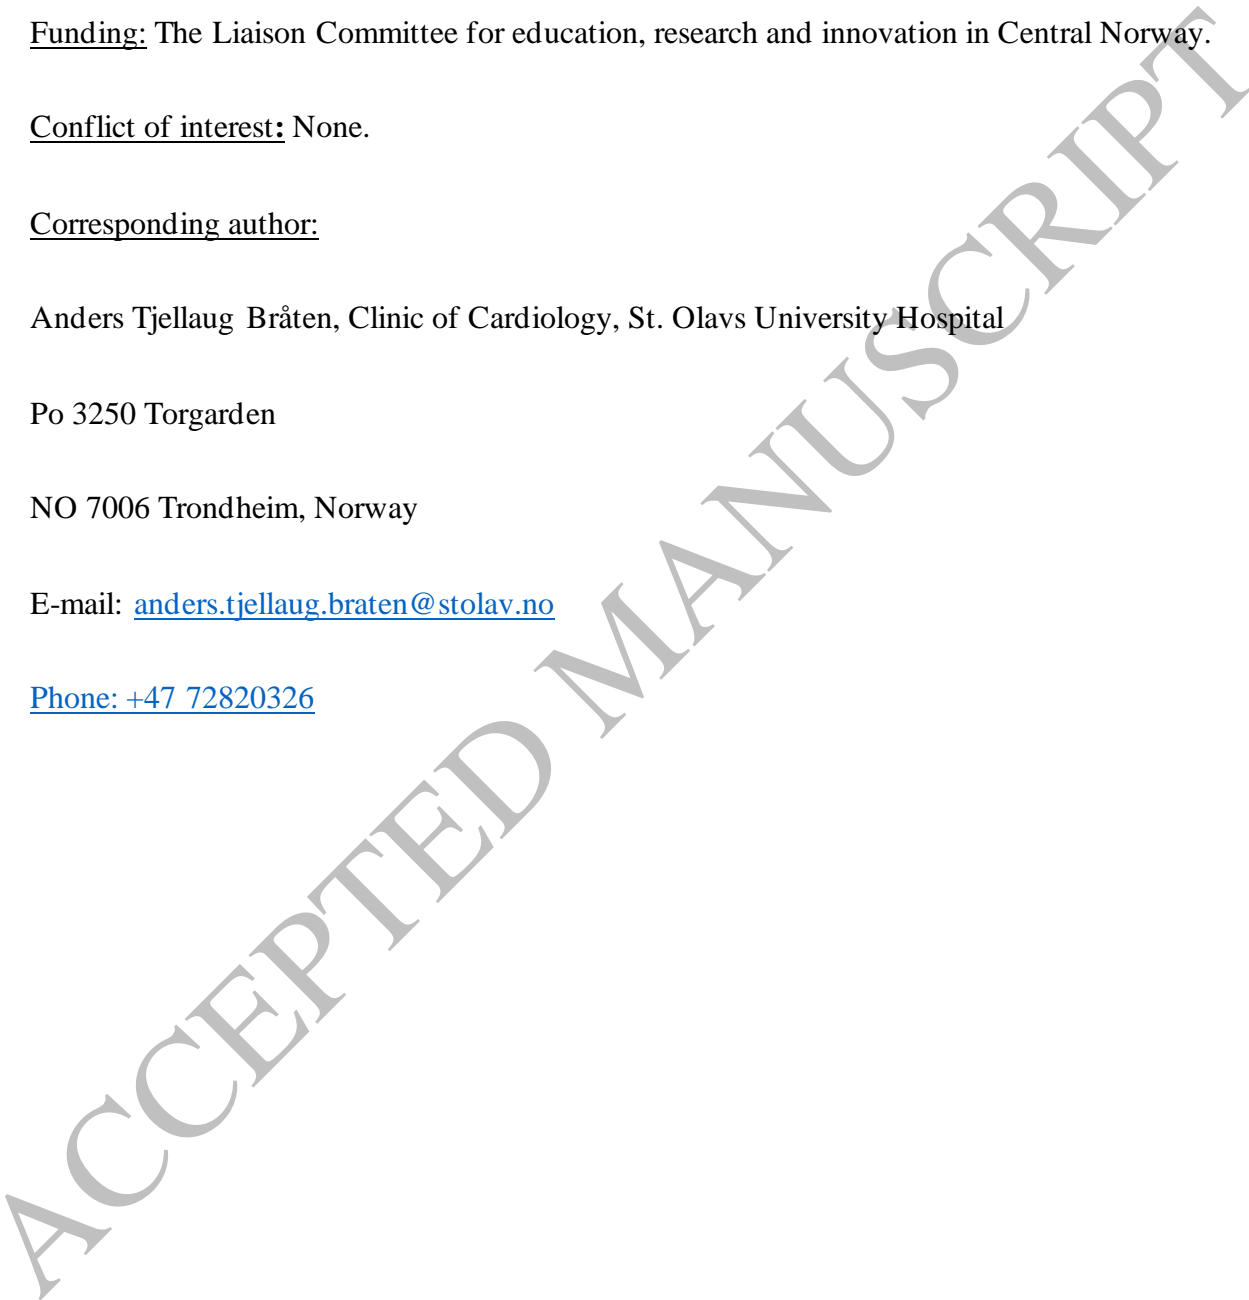 Funding: The Liaison Committee for education, research and innovation in Central Norway.
Conflict of interest: None.
Corresponding author:
Anders Tjellaug Bråten, Clinic of Cardiology, St. Olavs University Hospital
Po 3250 Torgarden
NO 7006 Trondheim, Norway
E-mail: anders.tjellaug.braten@stolav.no
Phone: +47 72820326
ACCEPTED MANUSCRIPT